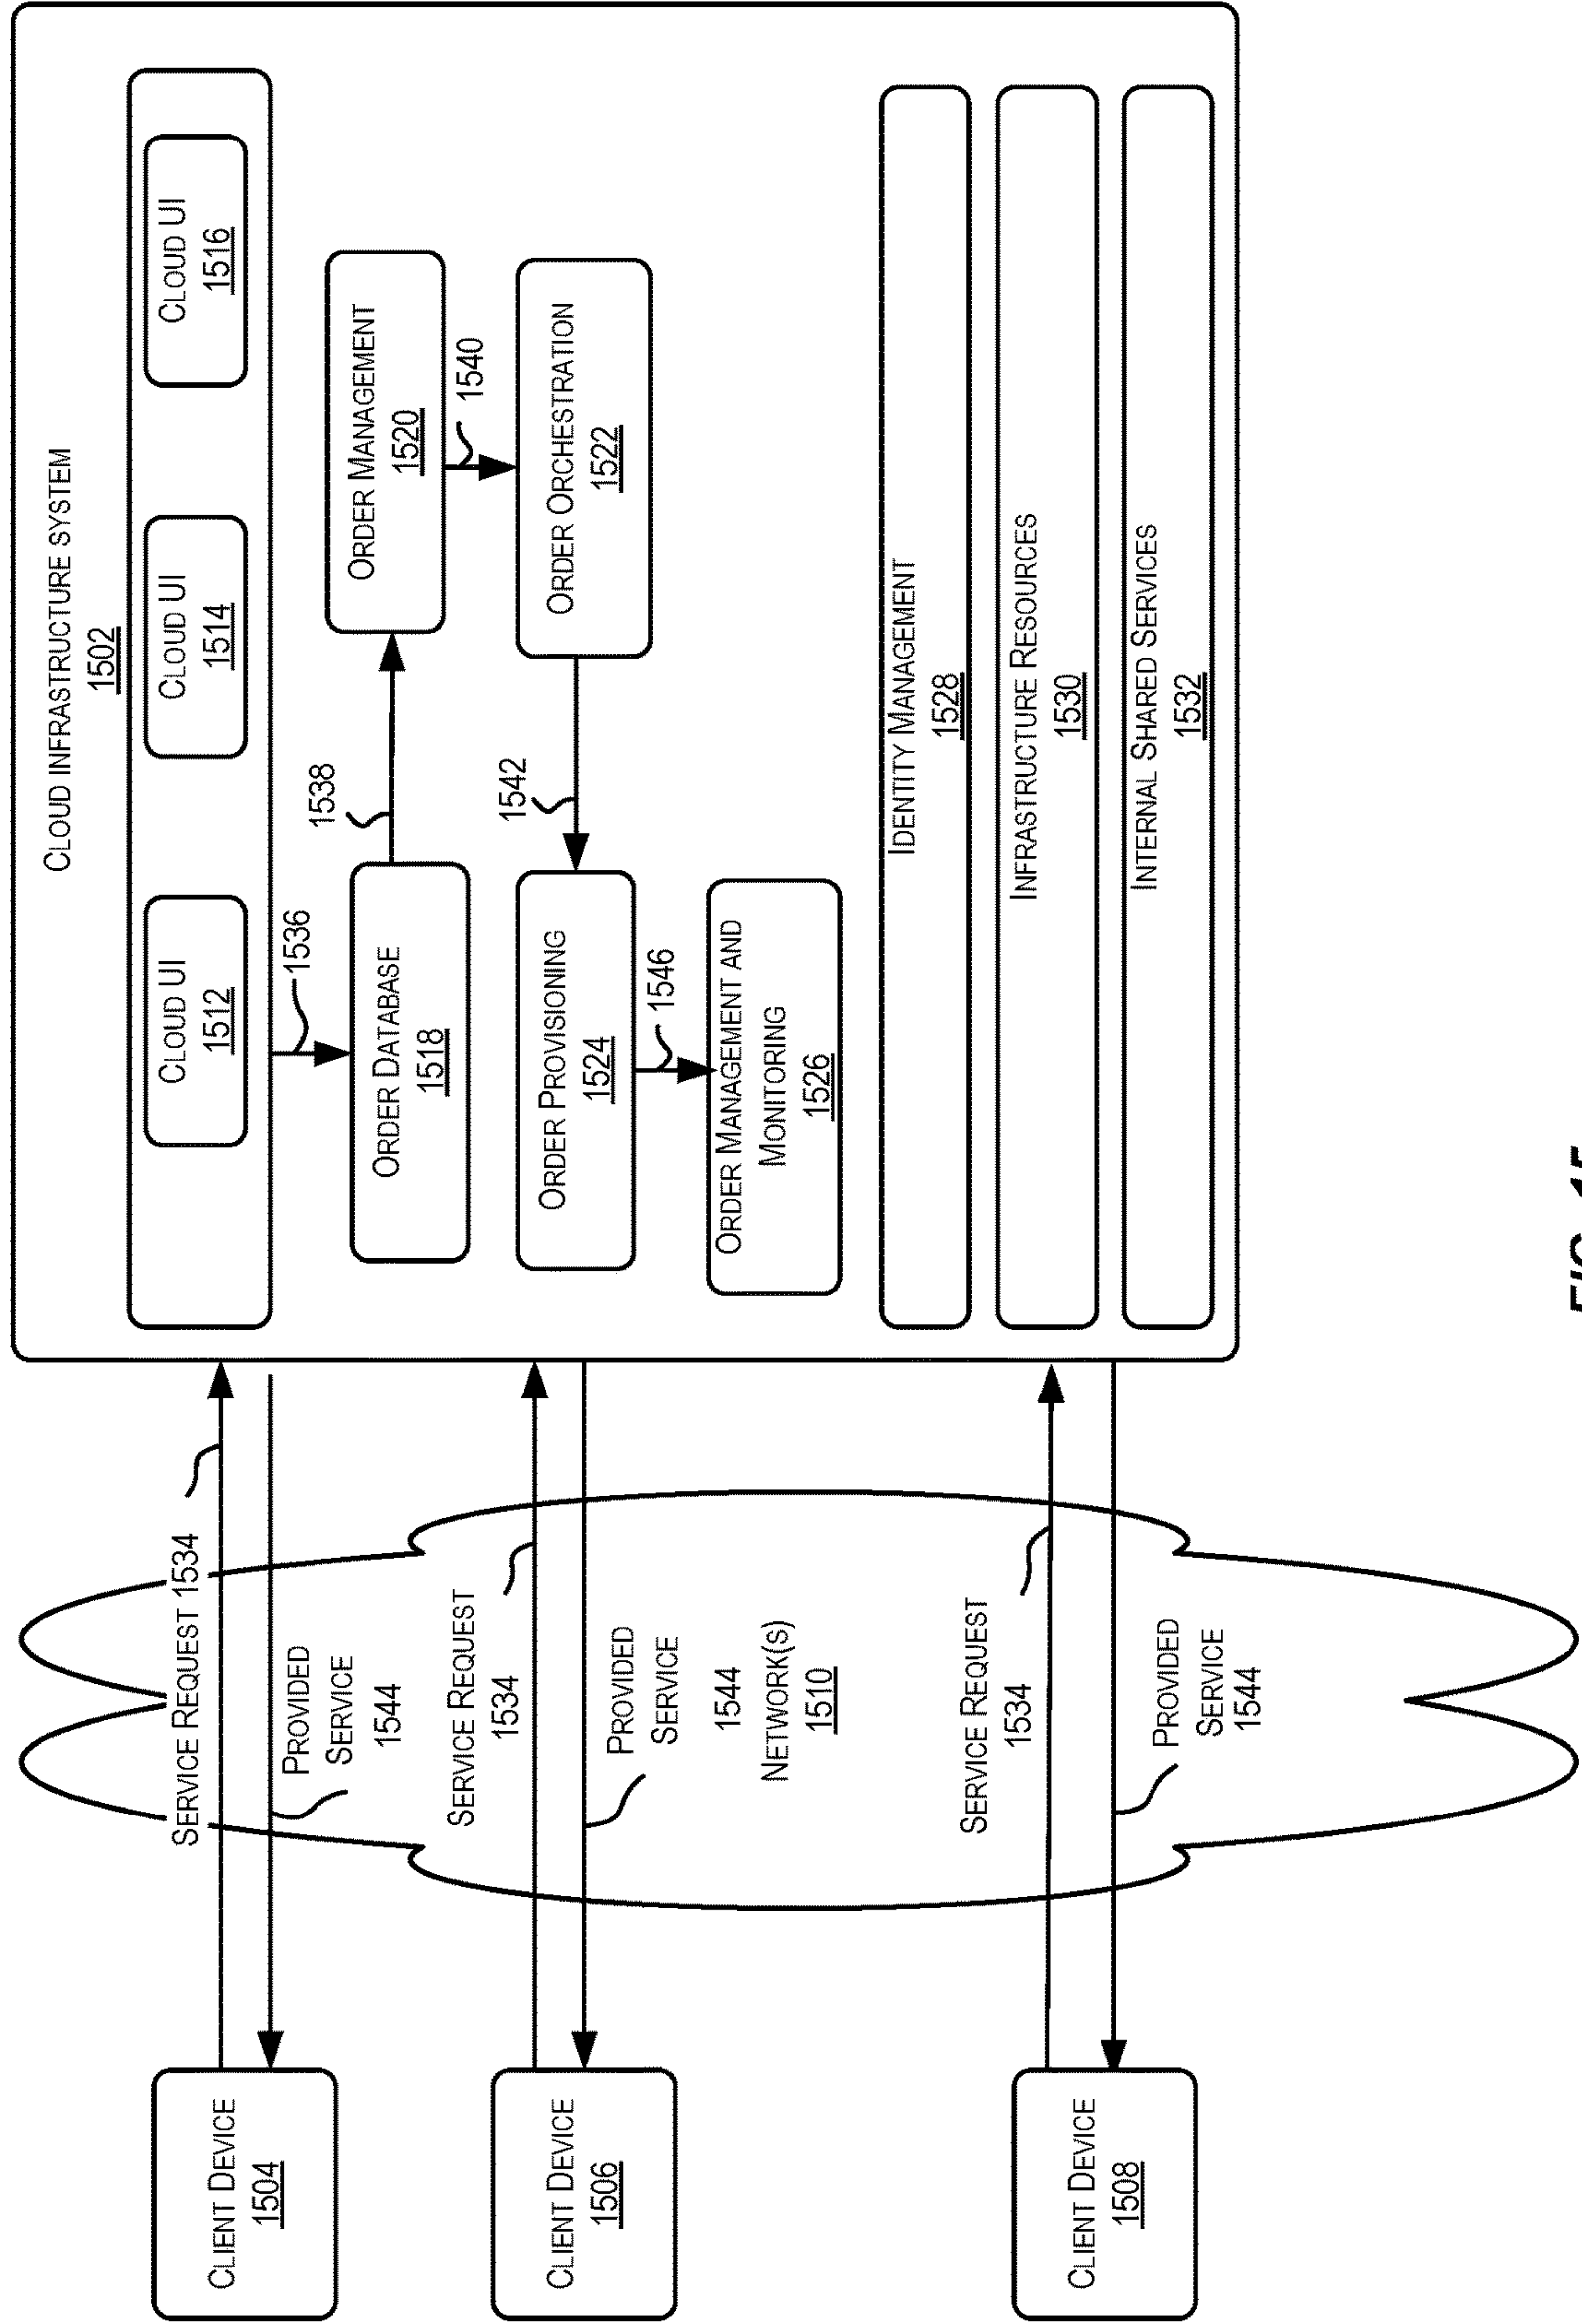 CLOUD INFRASTRUCTURE SYSTEM
1502
CLOUD UI
1512
CLOUD UI
1514
CLOUD UI
1516
CLIENT DEVICE
1504
SERVICE REQUEST 1534
PROVIDED
SERVICE
1544
1536
1538
ORDER DATABASE
1518
ORDER MANAGEMENT
1520
1540
CLIENT DEVICE
1506
SERVICE REQUEST
1534
PROVIDED
SERVICE
1544
NETWORK(S)
1510
1542
ORDER PROVISIONING
1524
ORDER ORCHESTRATION
1522
1546
ORDER MANAGEMENT AND
MONITORING
1526
IDENTITY MANAGEMENT
1528
CLIENT DEVICE
1508
SERVICE REQUEST
1534
PROVIDED
SERVICE
1544
INFRASTRUCTURE RESOURCES
1530
INTERNAL SHARED SERVICES
1532
FIG. 15